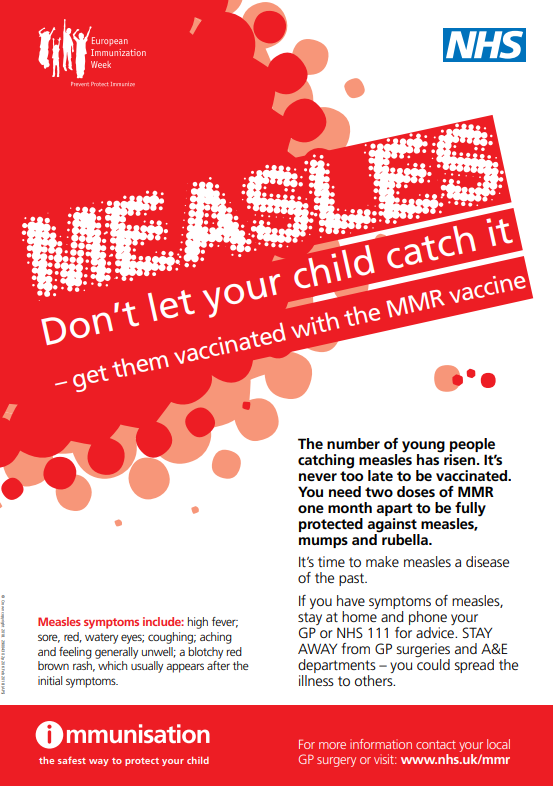 European
Immunization
Week
Prevent Protect Immunize
NHS
MEASLES
Don't let your child catch it
– get them vaccinated with the MMR vaccine
The number of young people
catching measles has risen. It's
never too late to be vaccinated.
You need two doses of MMR
one month apart to be fully
protected against measles,
mumps and rubella.
It's time to make measles a disease
of the past.
If you have symptoms of measles,
stay at home and phone your
GP or NHS 111 for advice. STAY
AWAY from GP surgeries and A&E
departments – you could spread the
illness to others.
Measles symptoms include: high fever;
sore, red, watery eyes; coughing; aching
and feeling generally unwell; a blotchy red
brown rash, which usually appears after the
initial symptoms.
© Crown copyright 2018
immunisation
the safest way to protect your child
For more information contact your local
GP surgery or visit: www.nhs.uk/mmr